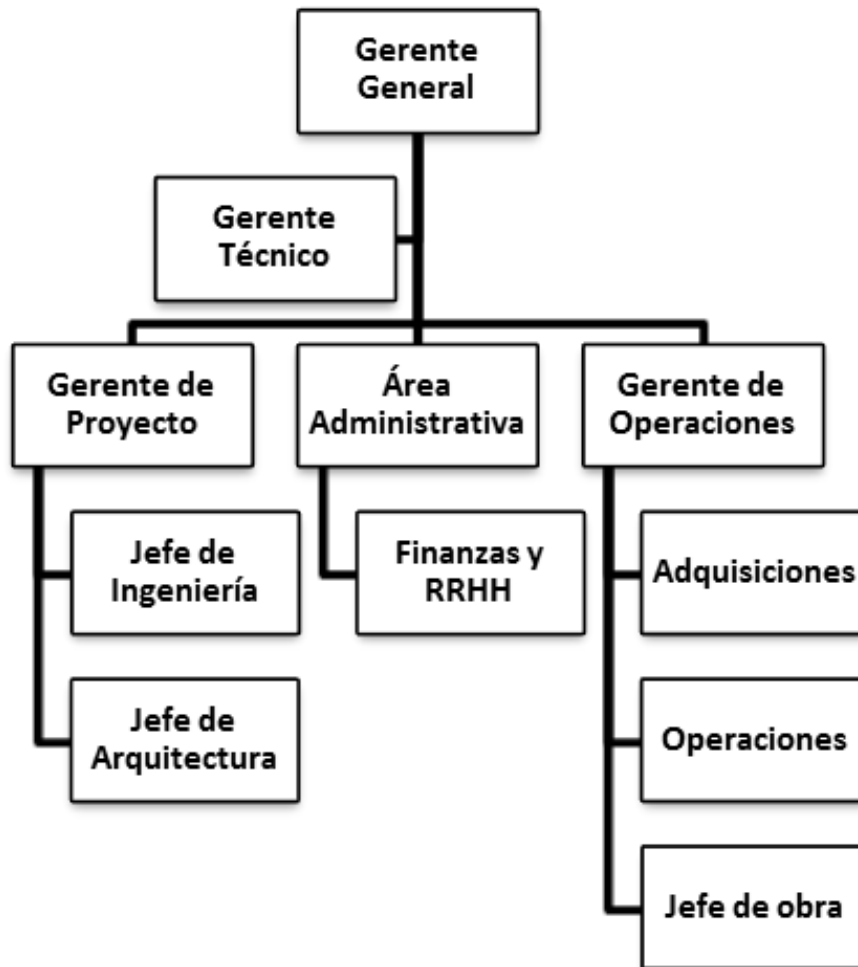 Gerente
General
Gerente
Técnico
Gerente de
Proyecto
Área
Administrativa
Gerente de
Operaciones
Jefe de
Ingeniería
Finanzas y
RRHH
Adquisiciones
Jefe de
Arquitectura
Operaciones
Jefe de obra